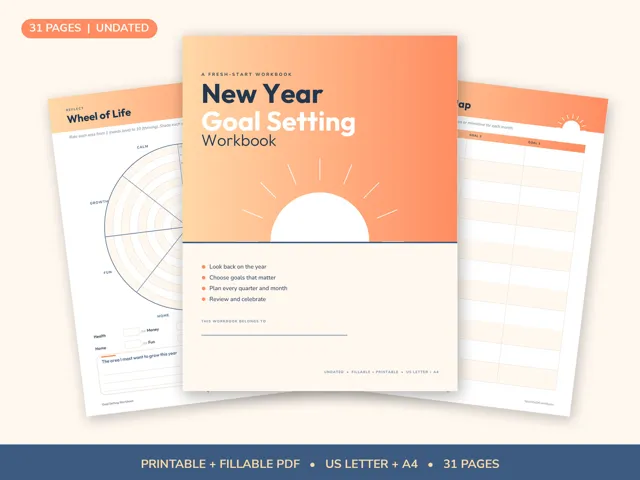 31 PAGES | UNDATED
REFLECT
Wheel of Life
CALM
GROWTH
FUN
HOME
Health
Money
Home
Fun
The area I most want to grow this year
A FRESH-START WORKBOOK
New Year
Goal Setting
Workbook
Look back on the year
Choose goals that matter
Plan every quarter and month
Review and celebrate
THIS WORKBOOK BELONGS TO
UNDATED • FILLABLE + PRINTABLE • US LETTER + A4
GOAL 2
GOAL 3
PRINTABLE + FILLABLE PDF • US LETTER + A4 • 31 PAGES